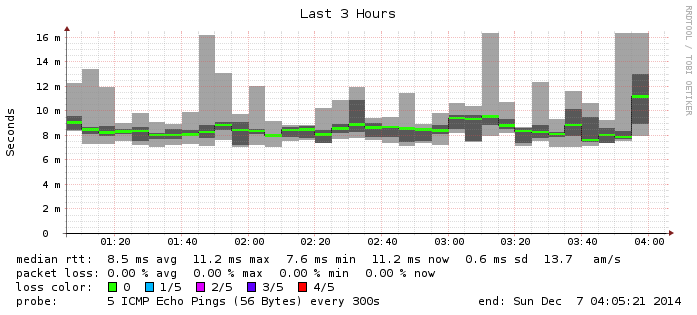 Last 3 Hours
RRDTOOL / TOBI OETIKER
Seconds
16 m
14 m
12 m
10 m
8 m
6 m
4 m
2 m
0
01:20 01:40 02:00 02:20 02:40 03:00 03:20 03:40 04:00
median rtt: 8.5 ms avg 11.2 ms max 7.6 ms min 11.2 ms now 0.6 ms sd 13.7 am/s
packet loss: 0.00 % avg 0.00 % max 0.00 % min 0.00 % now
loss color: 0 1/5 2/5 3/5 4/5
probe: 5 ICMP Echo Pings (56 Bytes) every 300s end: Sun Dec 7 04:05:21 2014